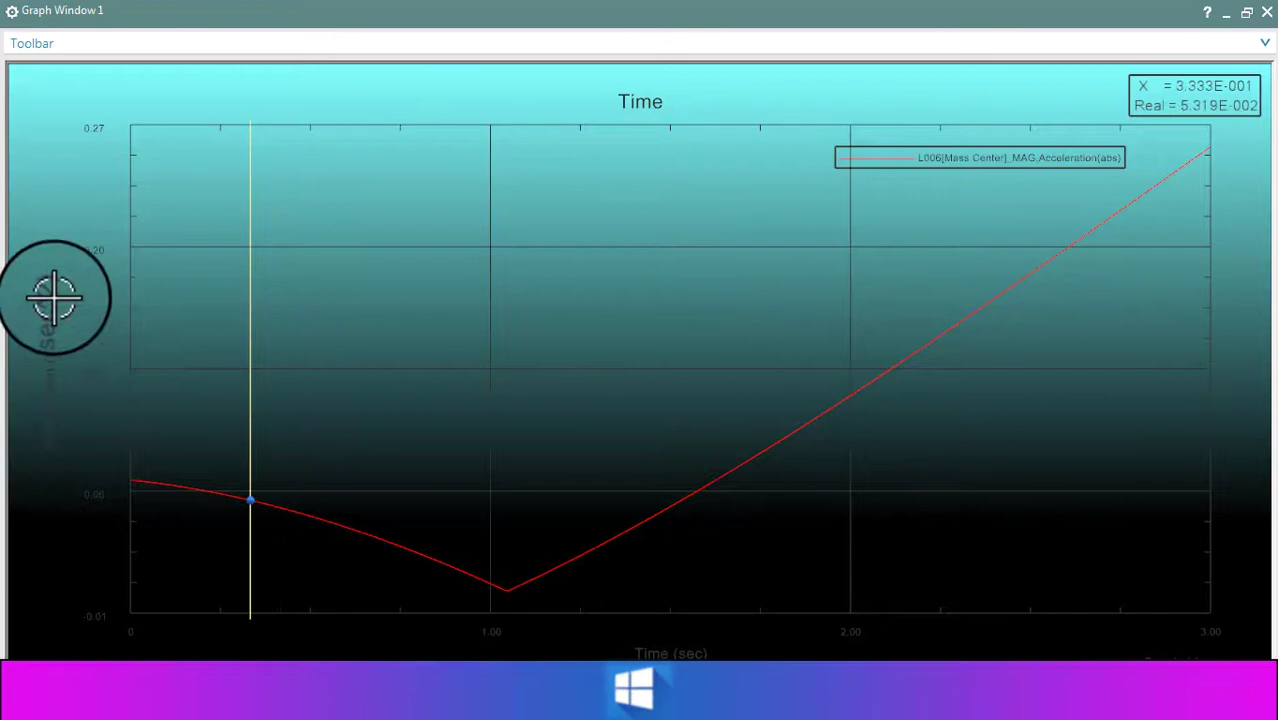 Graph Window 1
?
Toolbar
X = 3.333E-001
Real = 5.319E-002
Time
0.27
L006[Mass Center]_MAG,Acceleration(abs)
.20
0.06
-0.01
0 1.00 2.00 3.00
Time (sec)